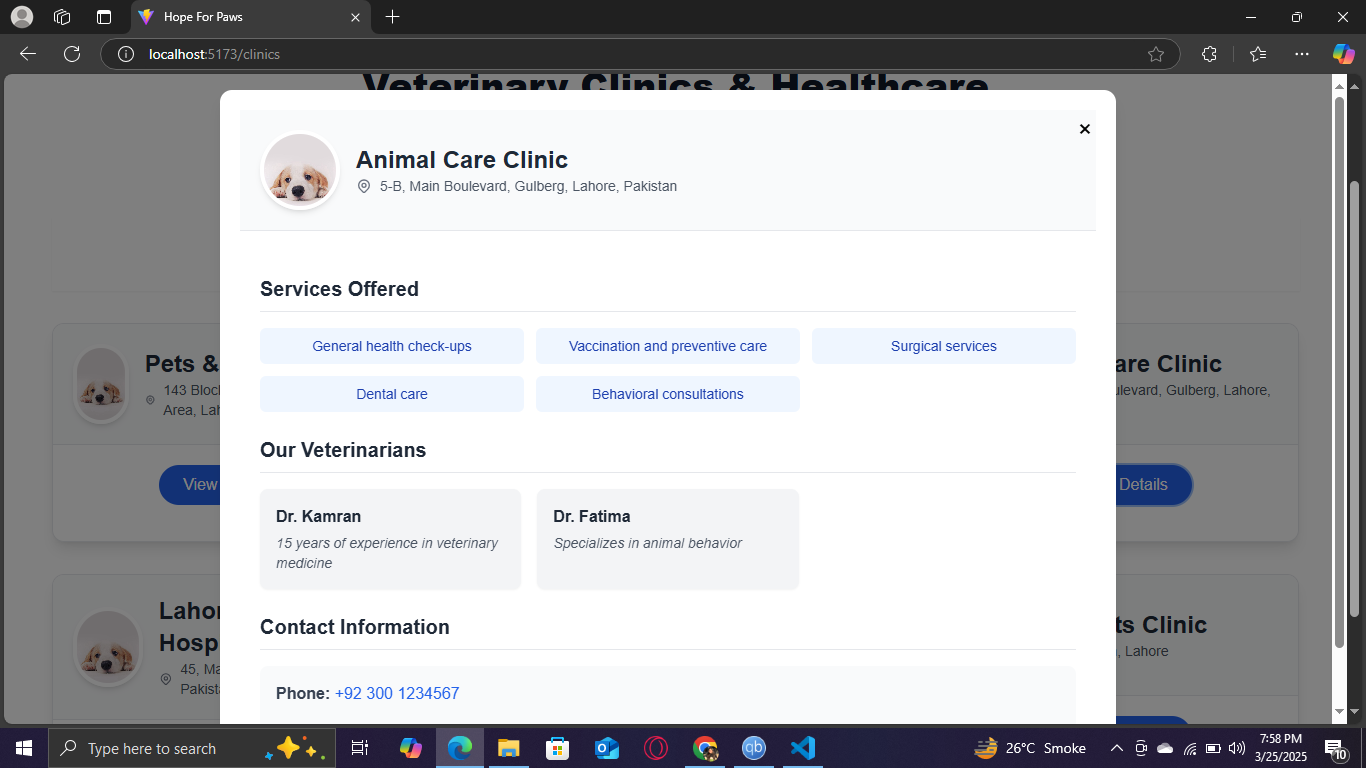 Hope For Paws
localhost:5173/clinics
Veterinary Clinics & Healthcare
Animal Care Clinic
5-B, Main Boulevard, Gulberg, Lahore, Pakistan
Services Offered
General health check-ups
Vaccination and preventive care
Surgical services
Dental care
Behavioral consultations
Our Veterinarians
Dr. Kamran
15 years of experience in veterinary
medicine
Dr. Fatima
Specializes in animal behavior
Contact Information
Phone: +92 300 1234567
Pets &
143 Bloc
Area, Lah
View
are Clinic
ulevard, Gulberg, Lahore,
Details
Lahor
Hosp
45, Ma
Pakist
ts Clinic
, Lahore
Type here to search
qb
26°C Smoke
7:58 PM
3/25/2025
10